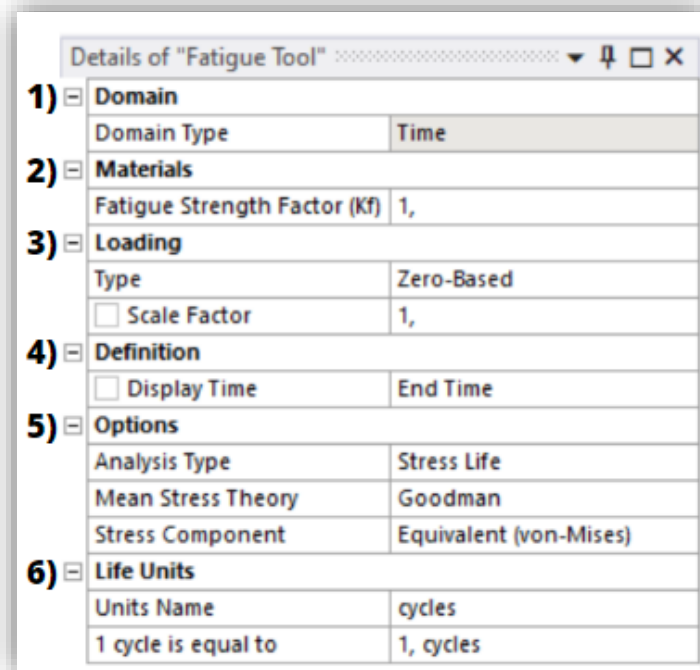 Details of "Fatigue Tool"
1) Domain
Domain Type Time
2) Materials
Fatigue Strength Factor (Kf) 1,
3) Loading
Type Zero-Based
Scale Factor 1,
4) Definition
Display Time End Time
5) Options
Analysis Type Stress Life
Mean Stress Theory Goodman
Stress Component Equivalent (von-Mises)
6) Life Units
Units Name cycles
1 cycle is equal to 1, cycles